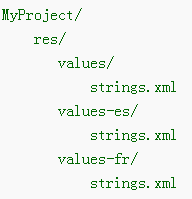 MyProject/
    res/
       values/
           strings.xml
       values-es/
           strings.xml
       values-fr/
           strings.xml